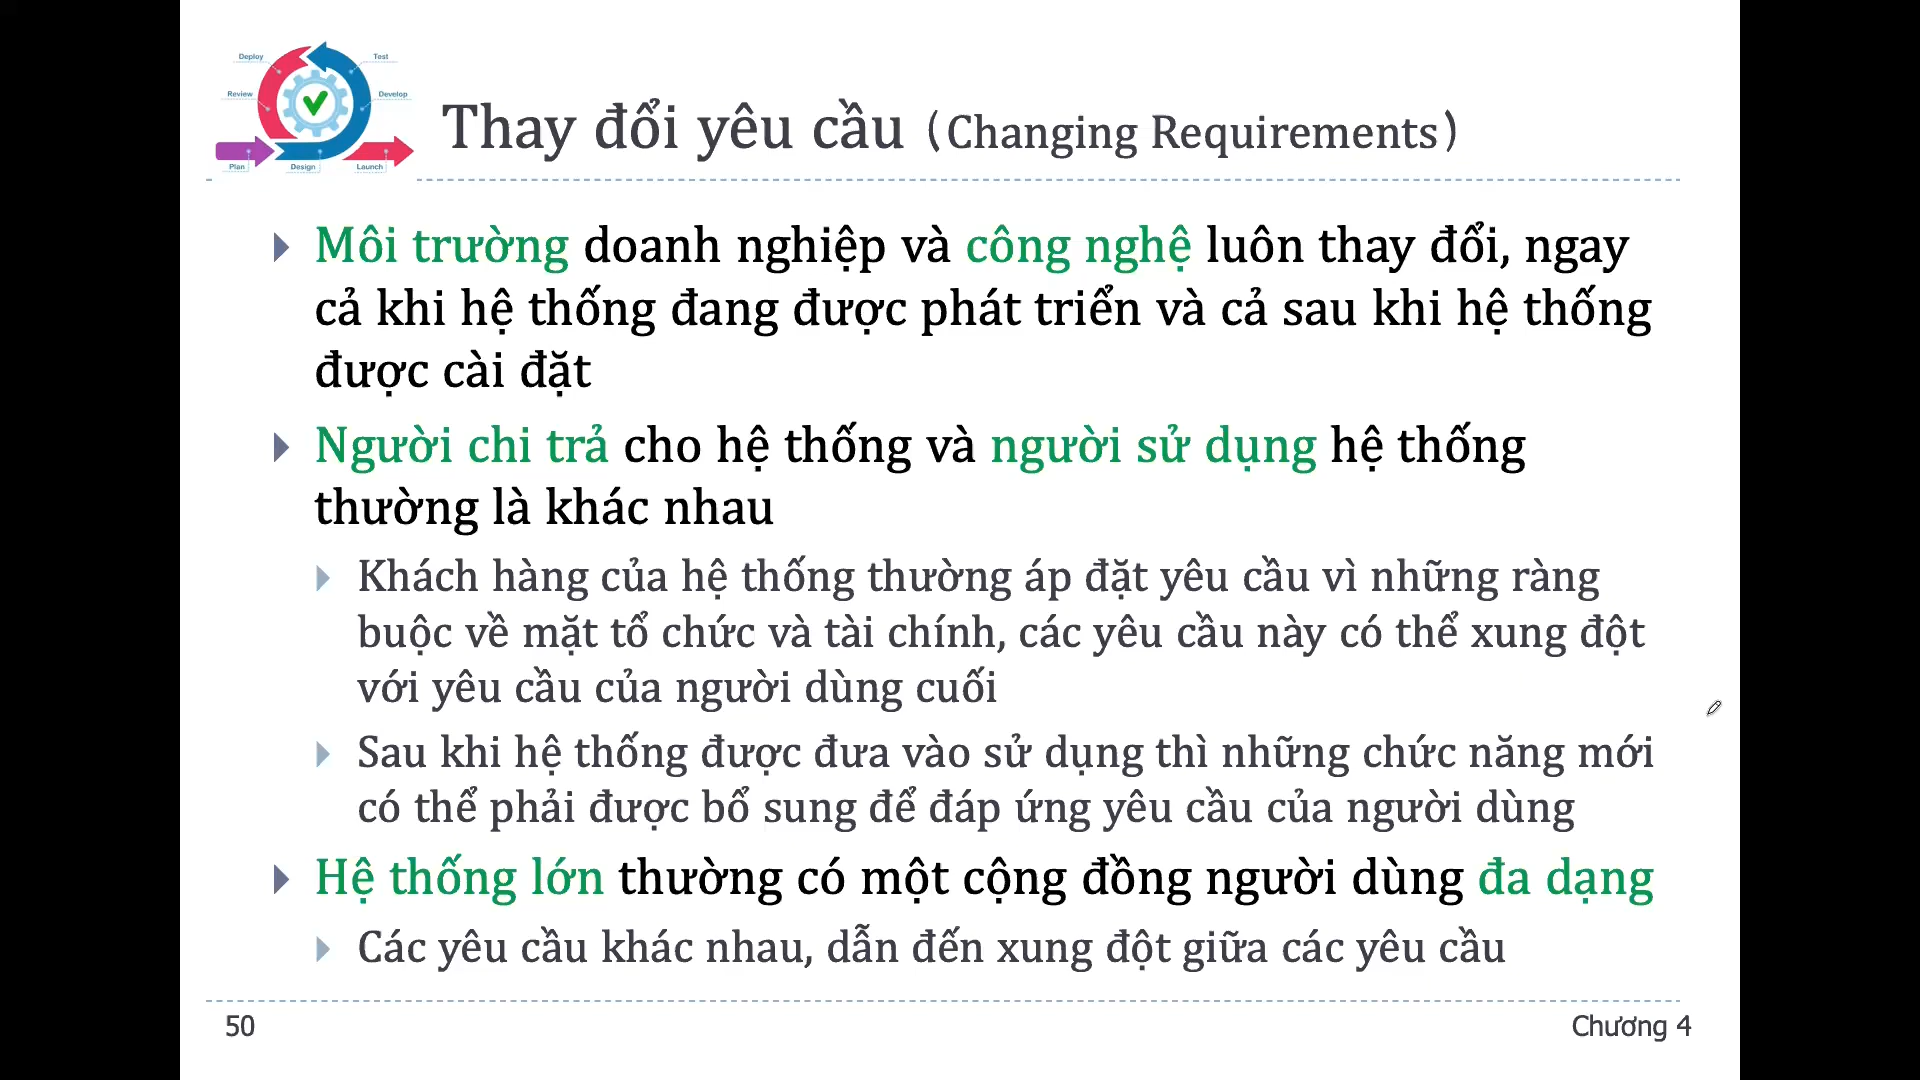 Deploy
Test
Review
Develop
Plan
Design
Launch
Thay đổi yêu cầu (Changing Requirements)
Môi trường doanh nghiệp và công nghệ luôn thay đổi, ngay
cả khi hệ thống đang được phát triển và cả sau khi hệ thống
được cài đặt
Người chi trả cho hệ thống và người sử dụng hệ thống
thường là khác nhau
Khách hàng của hệ thống thường áp đặt yêu cầu vì những ràng
buộc về mặt tổ chức và tài chính, các yêu cầu này có thể xung đột
với yêu cầu của người dùng cuối
Sau khi hệ thống được đưa vào sử dụng thì những chức năng mới
có thể phải được bổ sung để đáp ứng yêu cầu của người dùng
Hệ thống lớn thường có một cộng đồng người dùng đa dạng
Các yêu cầu khác nhau, dẫn đến xung đột giữa các yêu cầu
50
Chương 4